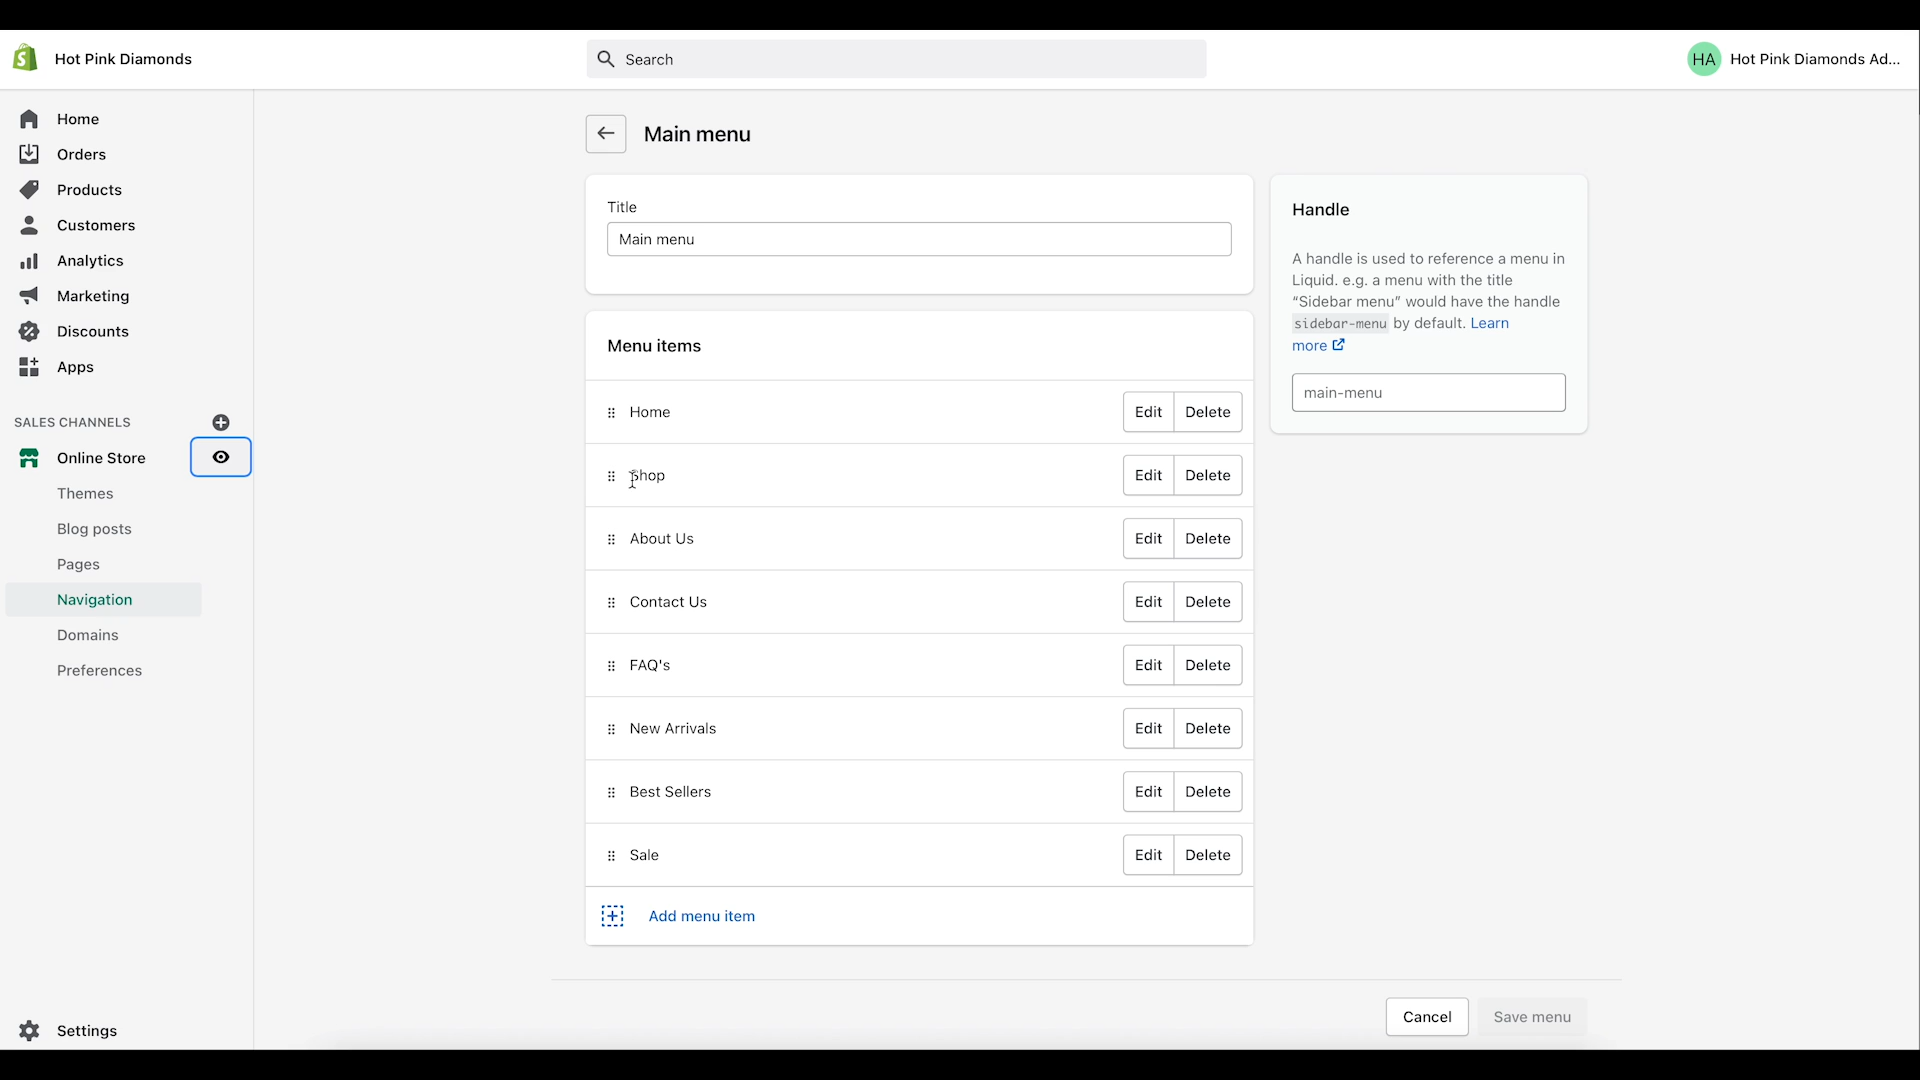 Hot Pink Diamonds
Search
HA Hot Pink Diamonds Ad...
Home
Orders
Products
Customers
Analytics
Marketing
Discounts
Apps
SALES CHANNELS
Online Store
Themes
Blog posts
Pages
Navigation
Domains
Preferences
Settings
Main menu
Title
Main menu
Menu items
Home Edit Delete
Shop Edit Delete
About Us Edit Delete
Contact Us Edit Delete
FAQ's Edit Delete
New Arrivals Edit Delete
Best Sellers Edit Delete
Sale Edit Delete
Add menu item
Handle
A handle is used to reference a menu in
Liquid. e.g. a menu with the title
“Sidebar menu” would have the handle
sidebar-menu by default. Learn
more
main-menu
Cancel Save menu